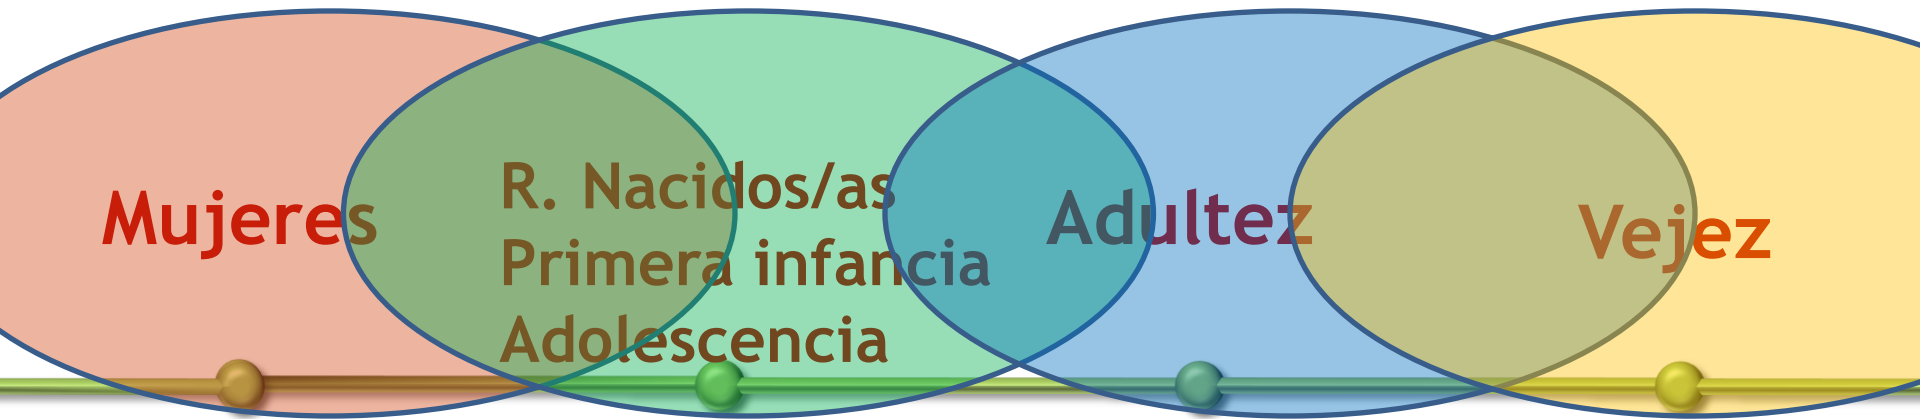 Mujeres
R. Nacidos/as
Primera infancia
Adolescencia
Adultez
Vejez